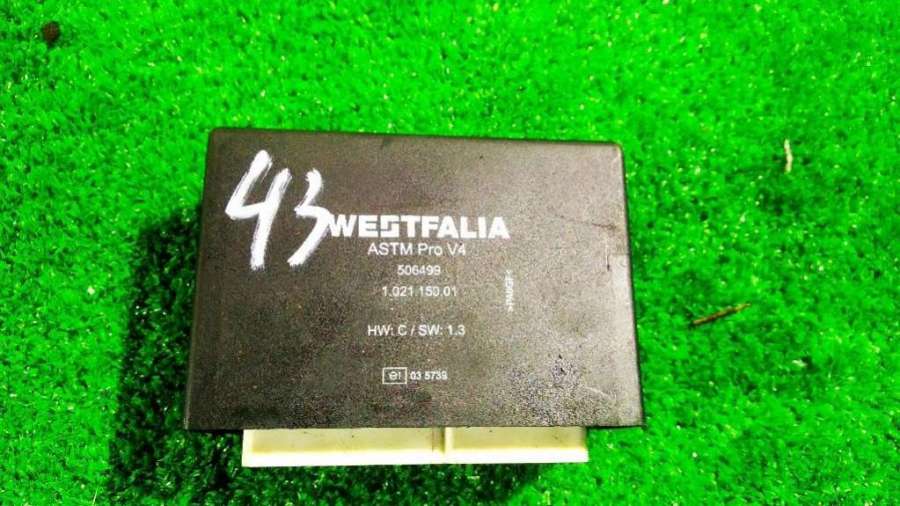 43
WESTFALIA
ASTM Pro V4
506499
1.021.150.01
HW: C / SW: 1.3
e1 03 5739